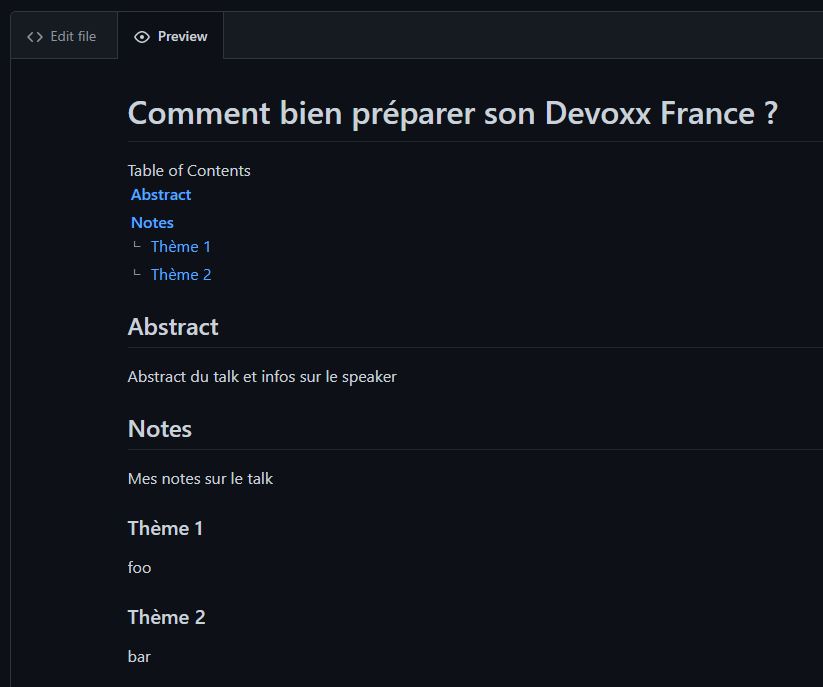 Edit file
Preview
Comment bien préparer son Devoxx France ?
Table of Contents
Abstract
Notes
Thème 1
Thème 2
Abstract
Abstract du talk et infos sur le speaker
Notes
Mes notes sur le talk
Thème 1
foo
Thème 2
bar